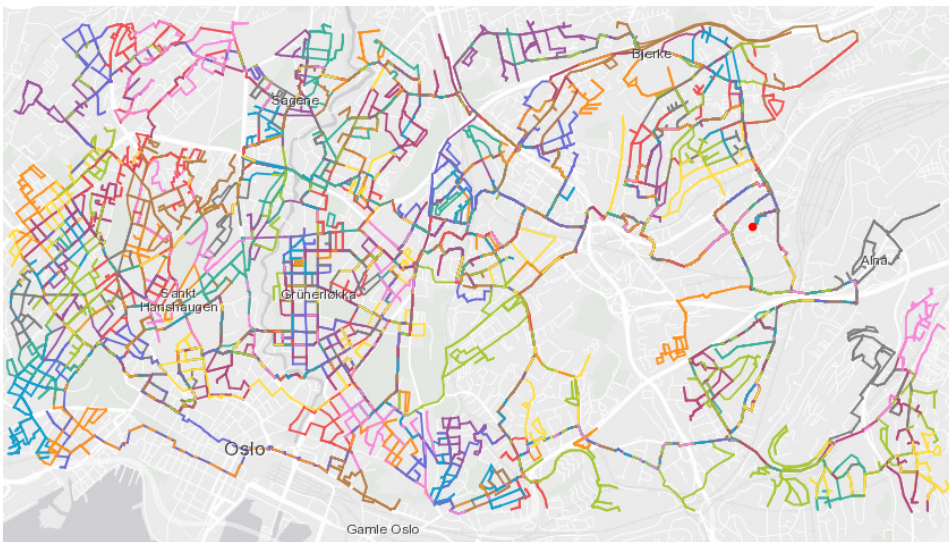 Bjerke
Sagene
Alna
Sankt
Hanshaugen
Grünerløkka
Oslo
Gamle Oslo